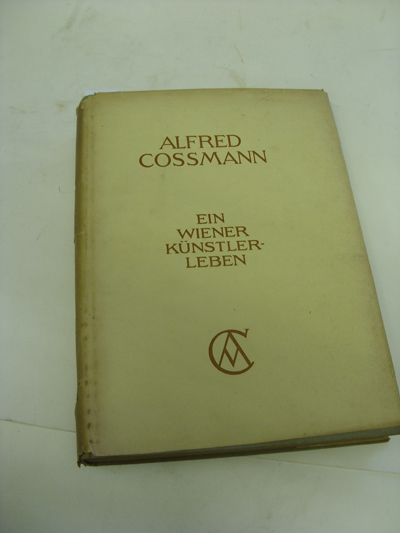 ALFRED
COSSMANN
EIN
WIENER
KÜNSTLER-
LEBEN